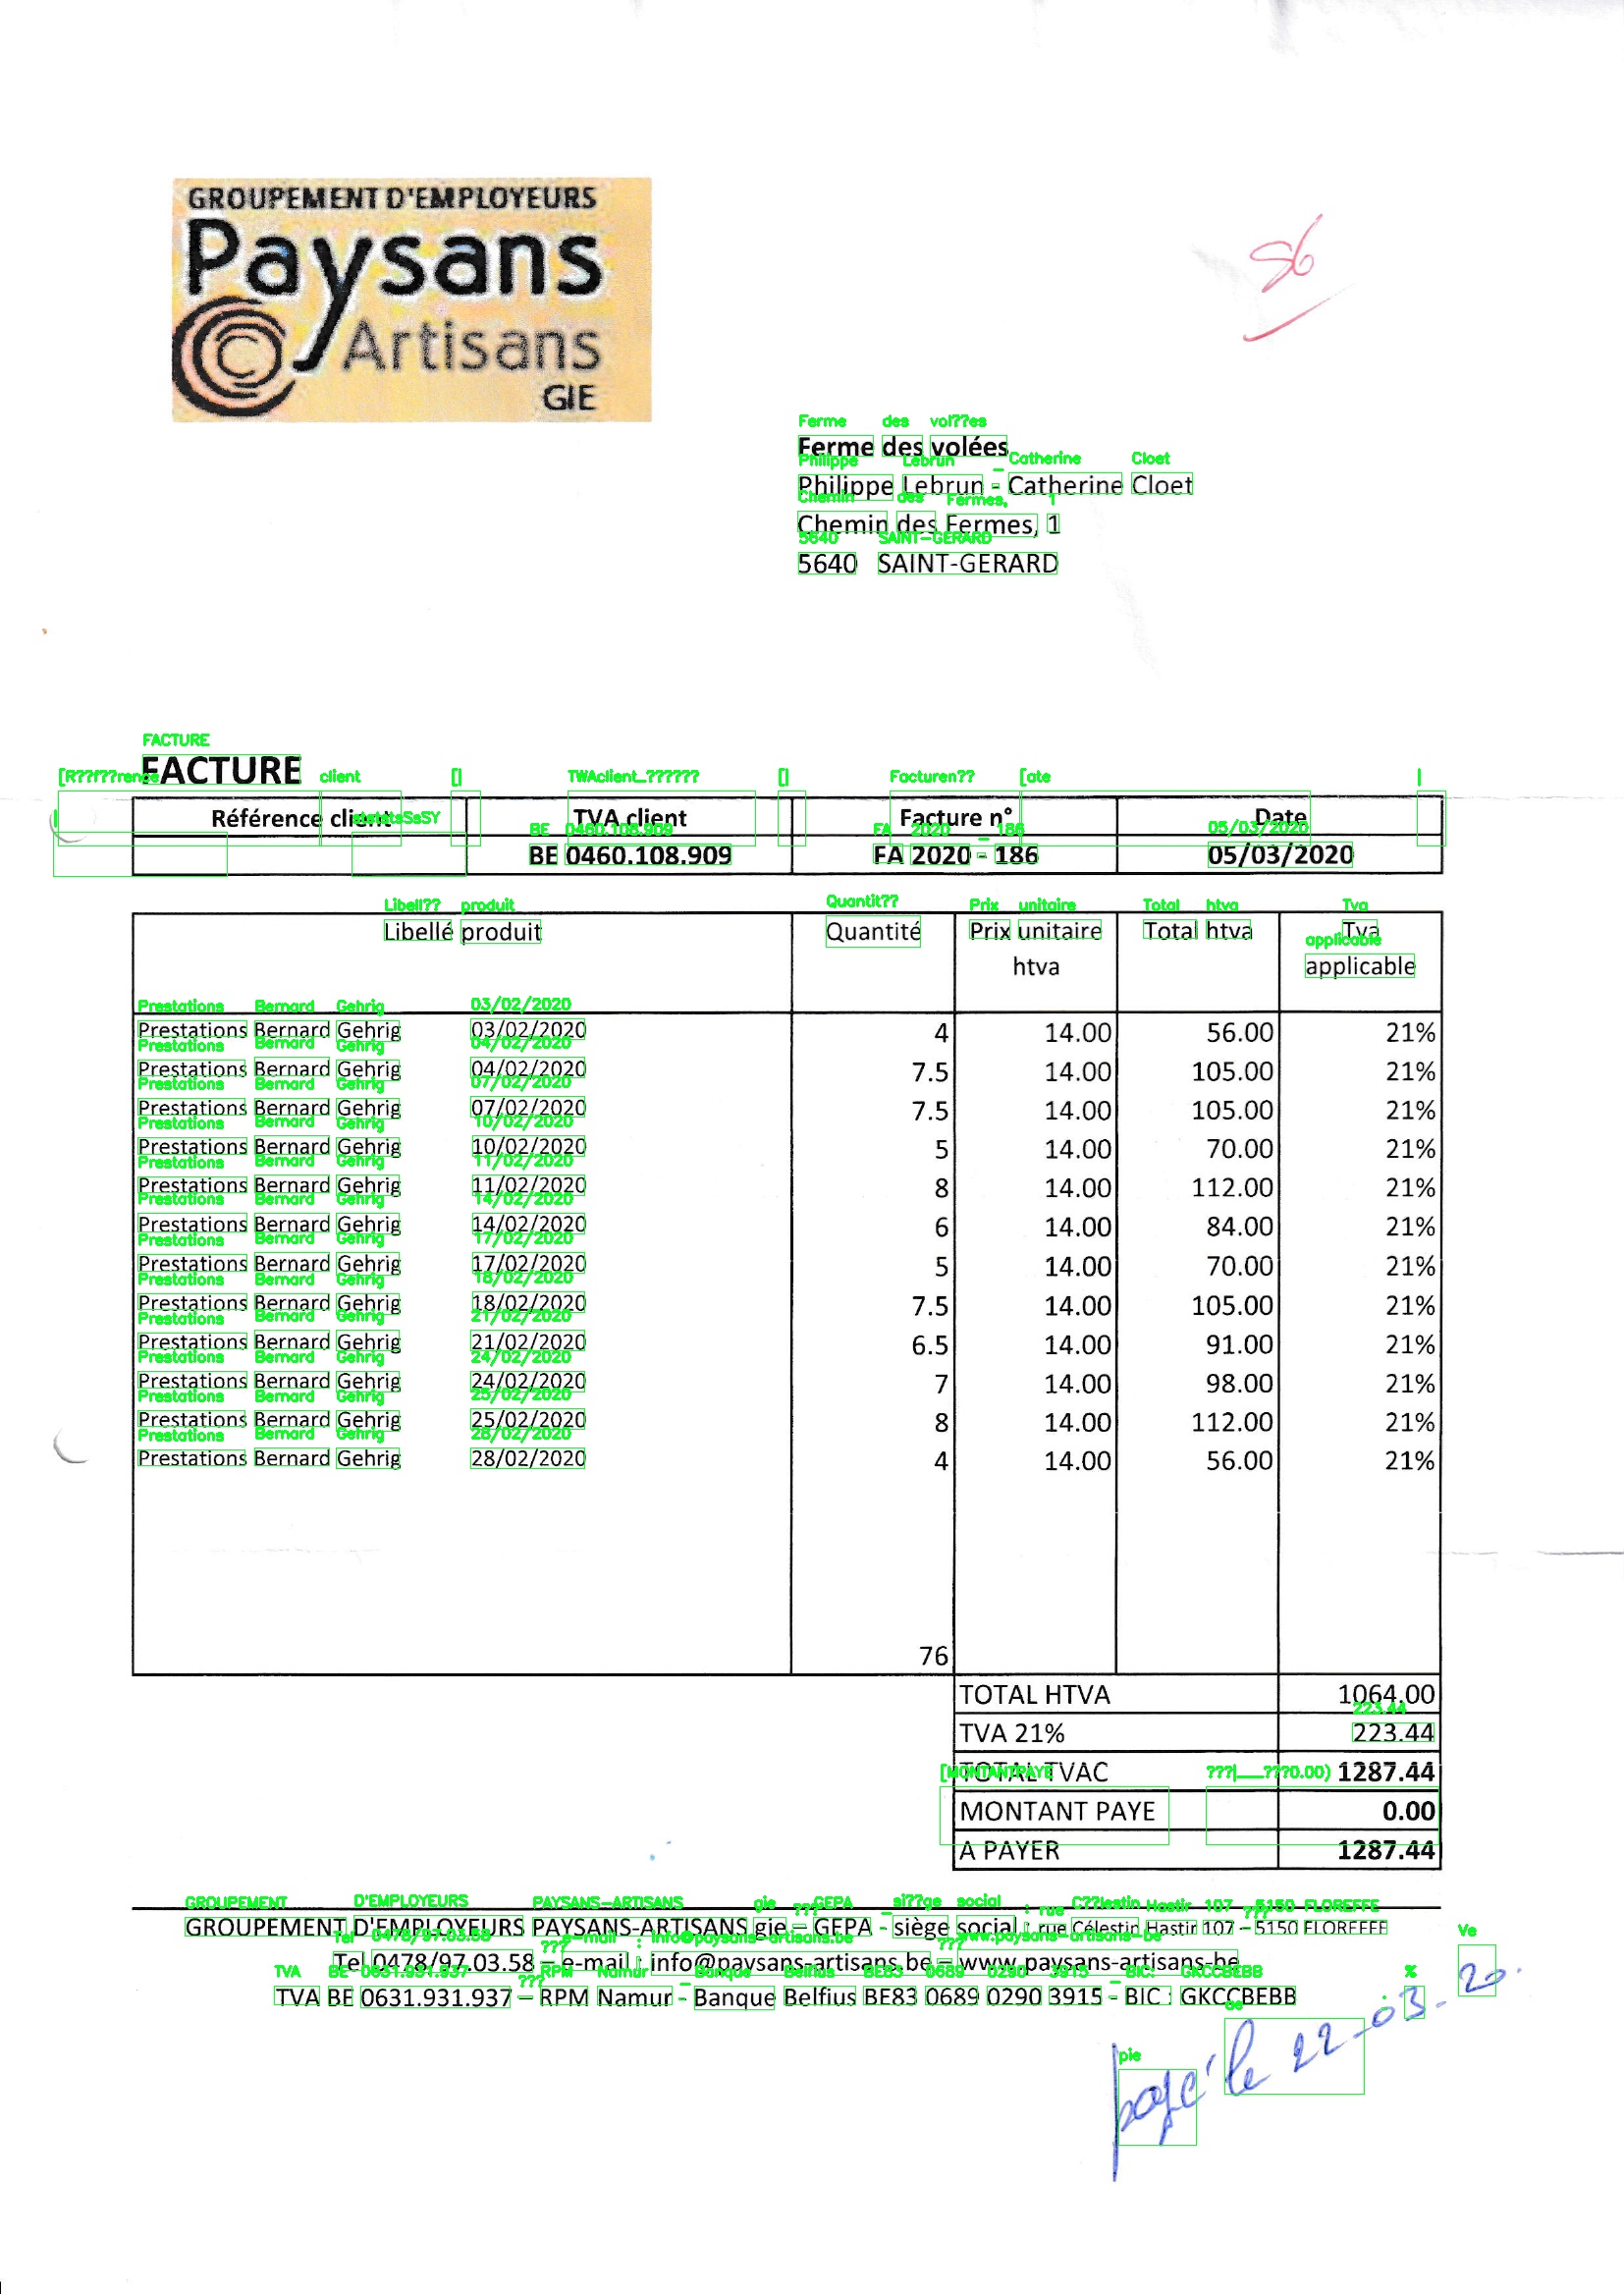 GROUPEMENT D'EMPLOYEURS
Paysans
Artisans
GIE
56
Ferme des volées
Philippe Lebrun - Catherine Cloet
Chemin des Fermes, 1
5640 SAINT-GERARD
FACTURE
Référence client TVA client Facture n° Date
BE 0460.108.909 FA 2020 - 186 05/03/2020
Libellé produit Quantité Prix unitaire htva Total htva Tva applicable
Prestations Bernard Gehrig 03/02/2020 4 14.00 56.00 21%
Prestations Bernard Gehrig 04/02/2020 7.5 14.00 105.00 21%
Prestations Bernard Gehrig 07/02/2020 7.5 14.00 105.00 21%
Prestations Bernard Gehrig 10/02/2020 5 14.00 70.00 21%
Prestations Bernard Gehrig 11/02/2020 8 14.00 112.00 21%
Prestations Bernard Gehrig 14/02/2020 6 14.00 84.00 21%
Prestations Bernard Gehrig 17/02/2020 5 14.00 70.00 21%
Prestations Bernard Gehrig 18/02/2020 7.5 14.00 105.00 21%
Prestations Bernard Gehrig 21/02/2020 6.5 14.00 91.00 21%
Prestations Bernard Gehrig 24/02/2020 7 14.00 98.00 21%
Prestations Bernard Gehrig 25/02/2020 8 14.00 112.00 21%
Prestations Bernard Gehrig 28/02/2020 4 14.00 56.00 21%
76
TOTAL HTVA 1064.00
TVA 21% 223.44
TOTAL TVAC 1287.44
MONTANT PAYE 0.00
A PAYER 1287.44
GROUPEMENT D'EMPLOYEURS PAYSANS-ARTISANS gie – GEPA - siège social : rue Célestin Hastir 107 – 5150 FLOREFFE
Tel 0478/97.03.58 – e-mail : info@paysans-artisans.be – www.paysans-artisans-be
TVA BE 0631.931.937 – RPM Namur - Banque Belfius BE83 0689 0290 3915 - BIC : GKCCBEBB
payé le 22-03-20.